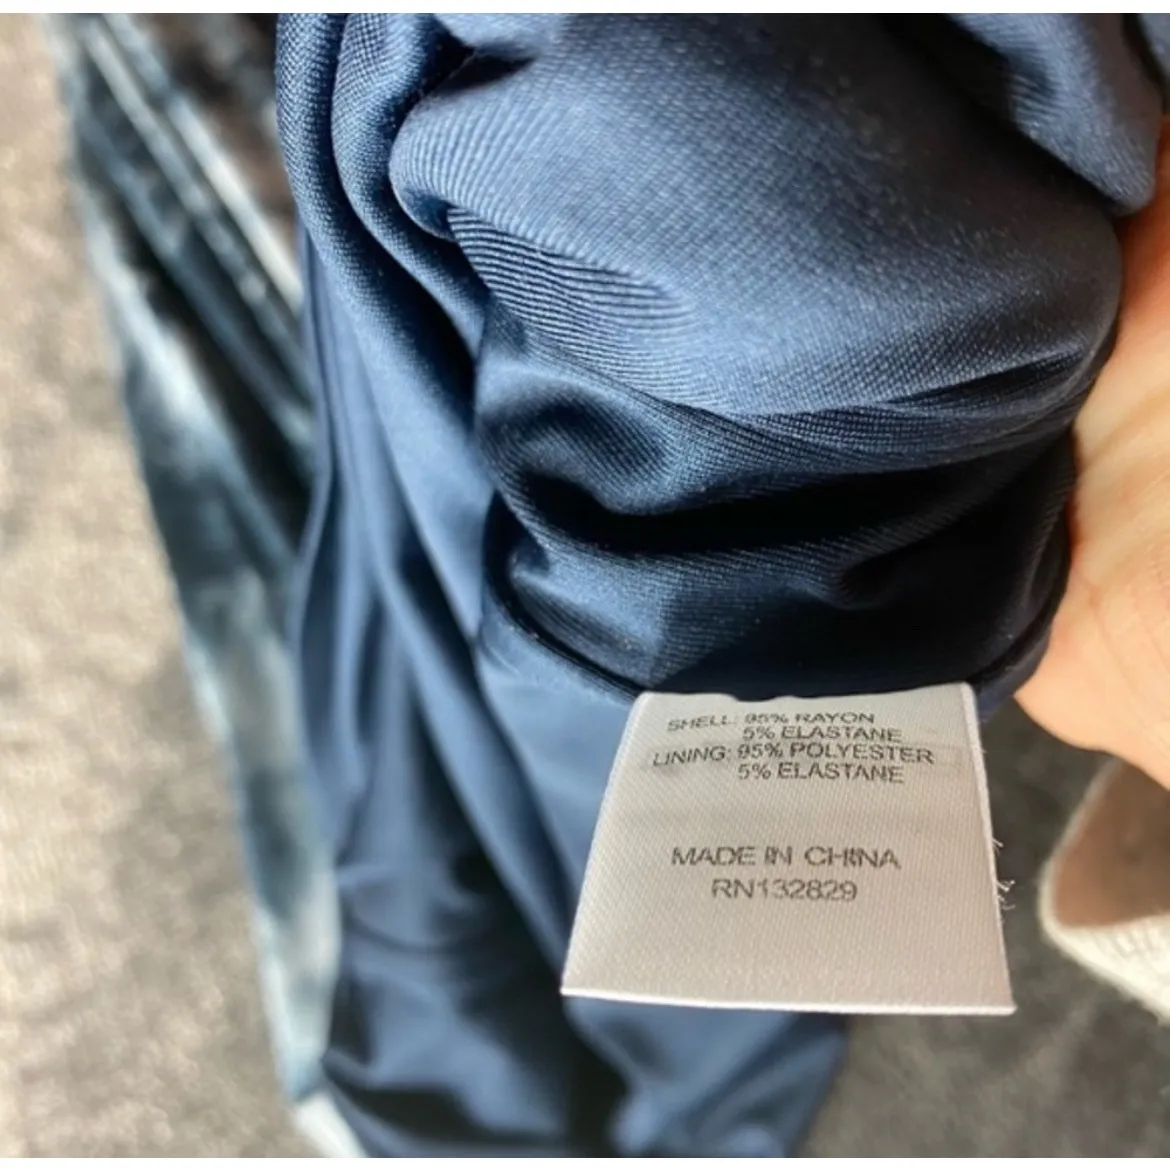 SHELL: 95% RAYON
5% ELASTANE
LINING: 95% POLYESTER
5% ELASTANE
MADE IN CHINA
RN132829